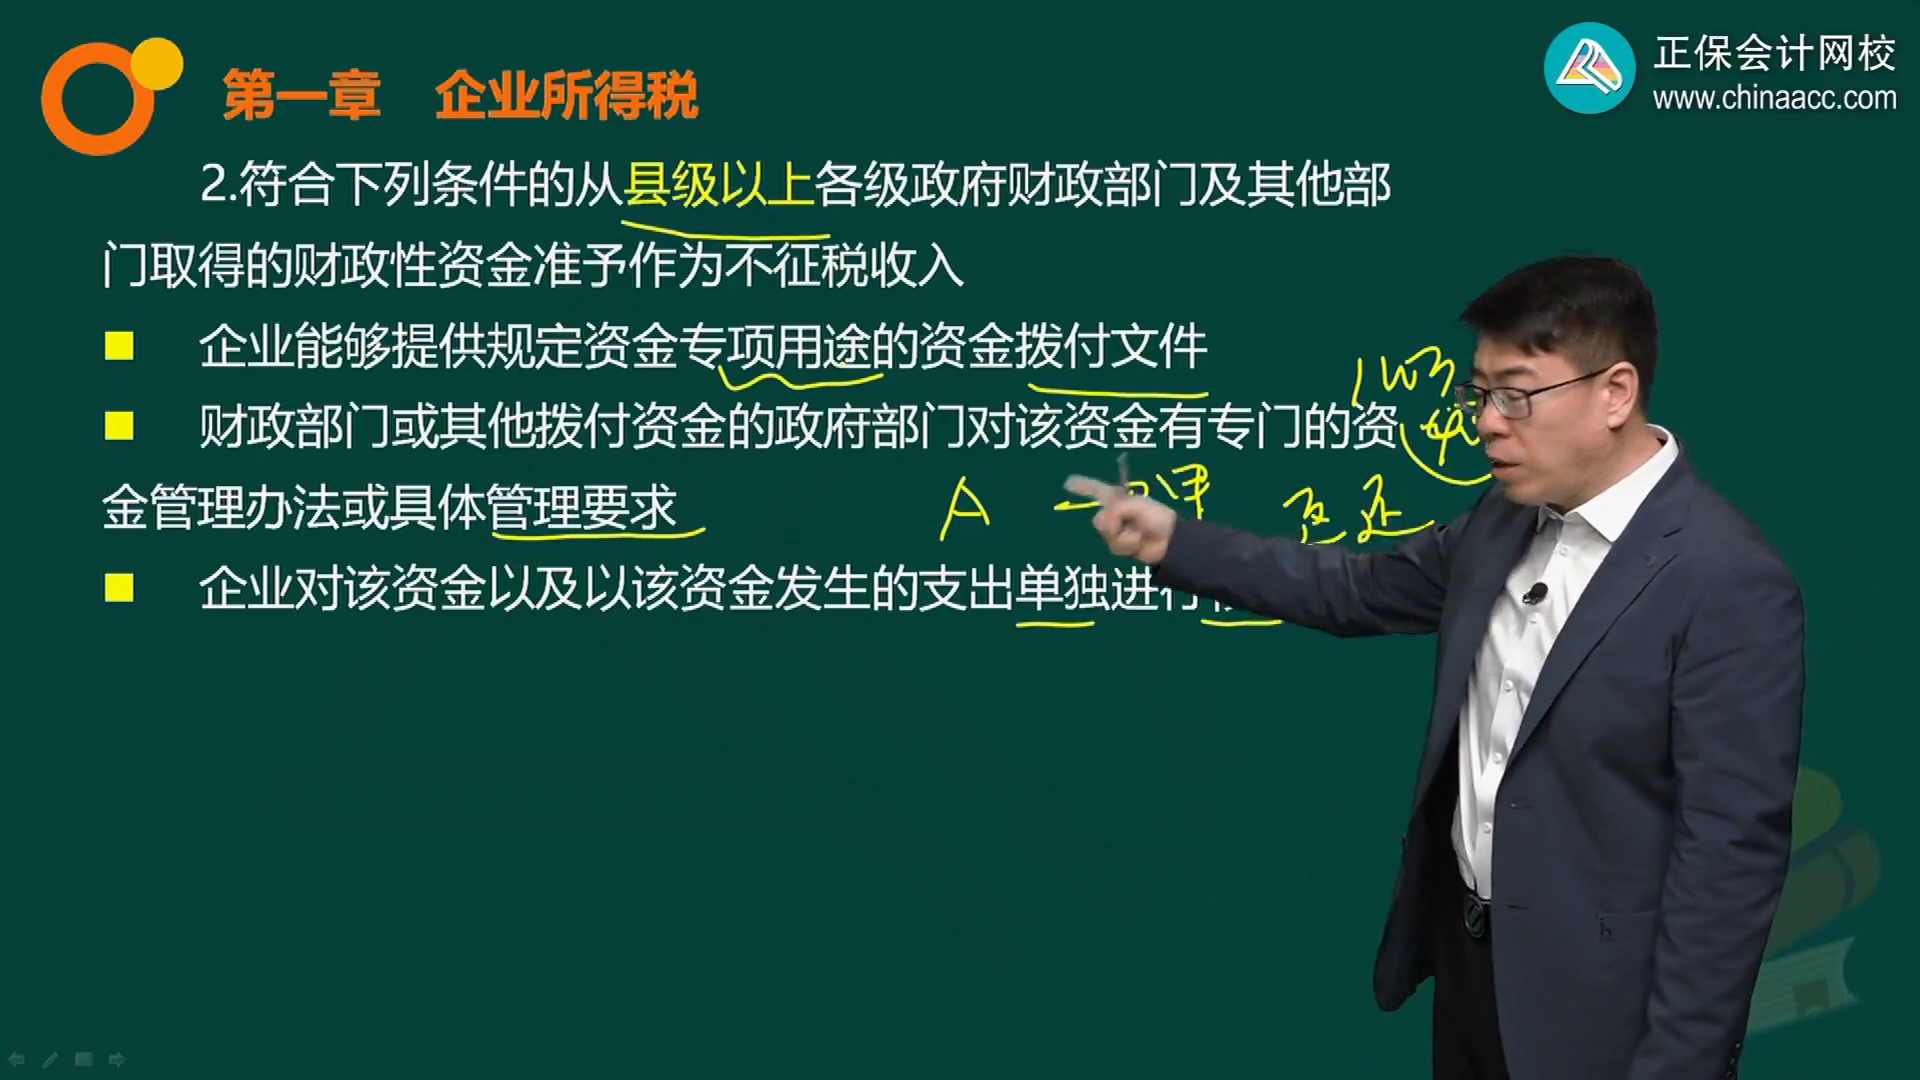 第一章 企业所得税
正保会计网校
www.chinaacc.com
2.符合下列条件的从县级以上各级政府财政部门及其他部
门取得的财政性资金准予作为不征税收入
企业能够提供规定资金专项用途的资金拨付文件
财政部门或其他拨付资金的政府部门对该资金有专门的资
金管理办法或具体管理要求
A
企业对该资金以及以该资金发生的支出单独进行